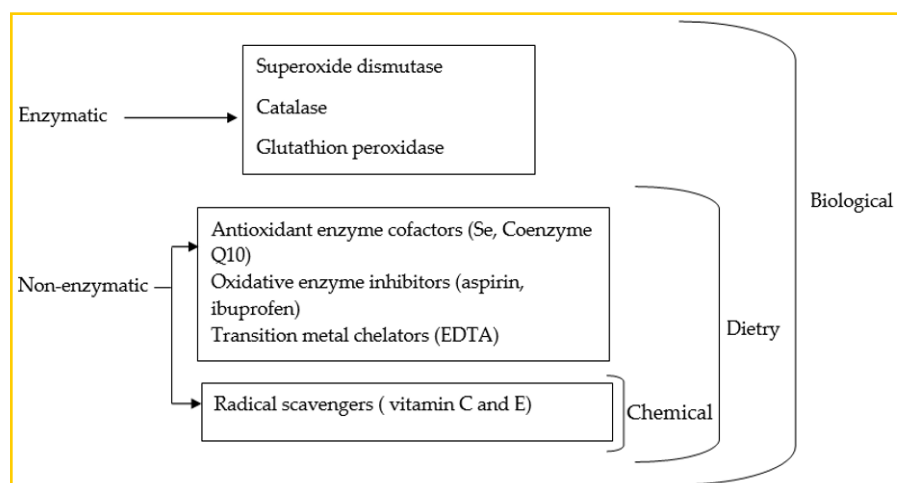 Superoxide dismutase
Catalase
Enzymatic
Glutathion peroxidase
Biological
Antioxidant enzyme cofactors (Se, Coenzyme
Q10)
Non-enzymatic
Oxidative enzyme inhibitors (aspirin,
ibuprofen)
Transition metal chelators (EDTA)
Dietry
Radical scavengers ( vitamin C and E)
Chemical